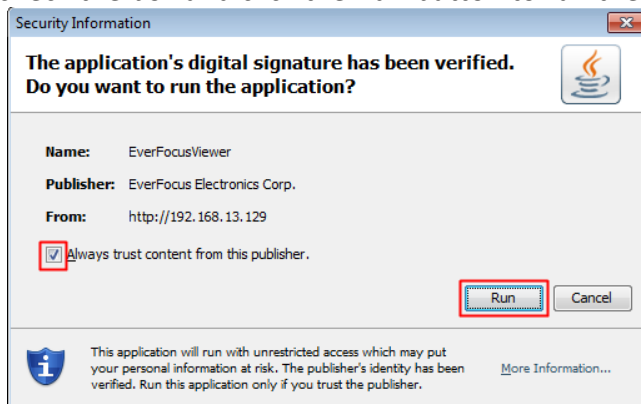 Security Information
The application's digital signature has been verified.
Do you want to run the application?
Name: EverFocusViewer
Publisher: EverFocus Electronics Corp.
From: http://192.168.13.129
Always trust content from this publisher.
Run Cancel
This application will run with unrestricted access which may put
your personal information at risk. The publisher's identity has been
verified. Run this application only if you trust the publisher.
More Information...